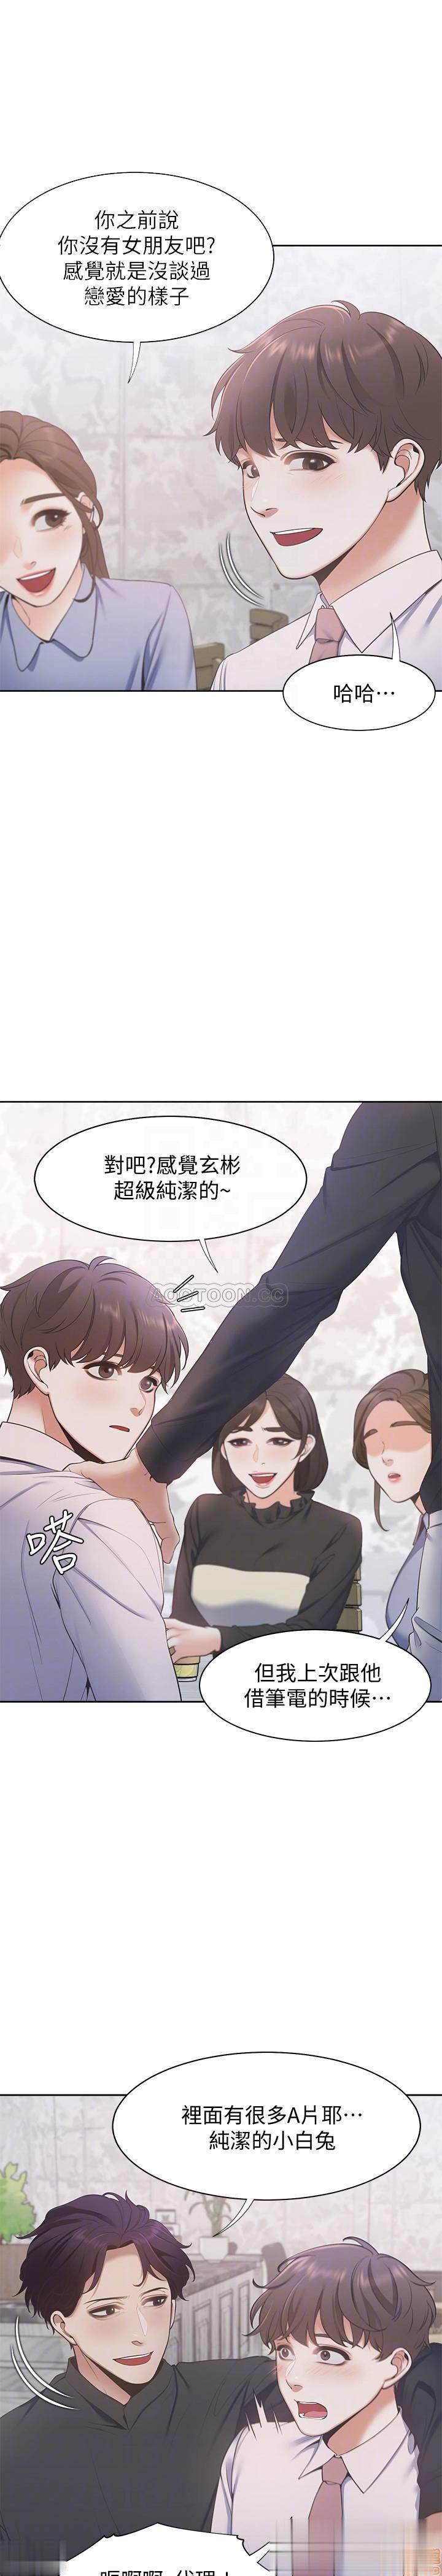 你之前說
你沒有女朋友吧?
感覺就是沒談過
戀愛的樣子
哈哈…
對吧?感覺玄彬
超級純潔的~
AGCTOON.CC
嗒
但我上次跟他
借筆電的時候…
裡面有很多A片耶…
純潔的小白兔